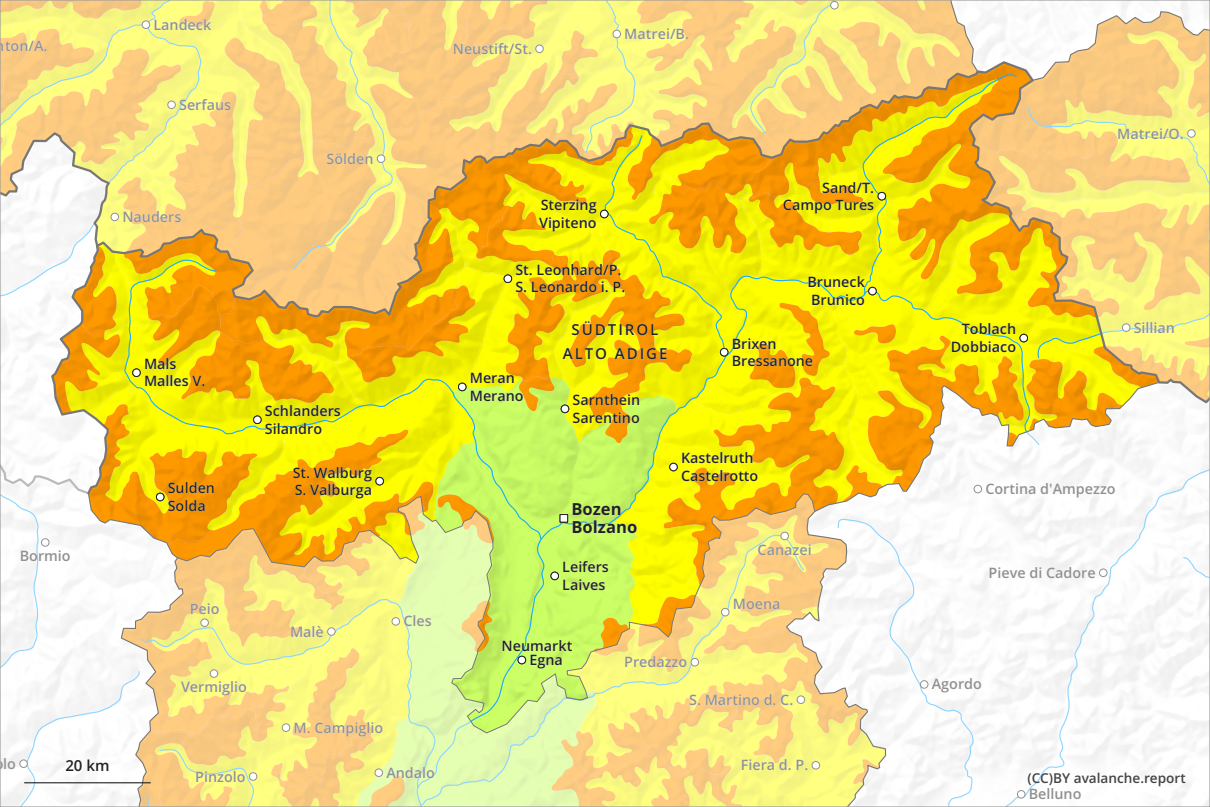 Landeck
nton/A.
Neustift/St.
Matrei/B.
Serfaus
Matrei/O.
Sölden
Sand/T.
Campo Tures
Sterzing
Vipiteno
Nauders
St. Leonhard/P.
S. Leonardo i. P.
Bruneck
Brunico
SÜDTIROL
ALTO ADIGE
Toblach
Dobbiaco
Sillian
Brixen
Bressanone
Mals
Malles V.
Meran
Merano
Sarnthein
Sarentino
Schlanders
Silandro
Kastelruth
Castelrotto
St. Walburg
S. Valburga
Sulden
Solda
Cortina d'Ampezzo
Bozen
Bolzano
Bormio
Canazei
Leifers
Laives
Pieve di Cadore
Peio
Moena
Cles
Malè
Neumarkt
Egna
Predazzo
Vermiglio
Agordo
S. Martino d. C.
M. Campiglio
olo
20 km
Pinzolo
Andalo
Fiera d. P.
(CC)BY avalanche.report
Belluno